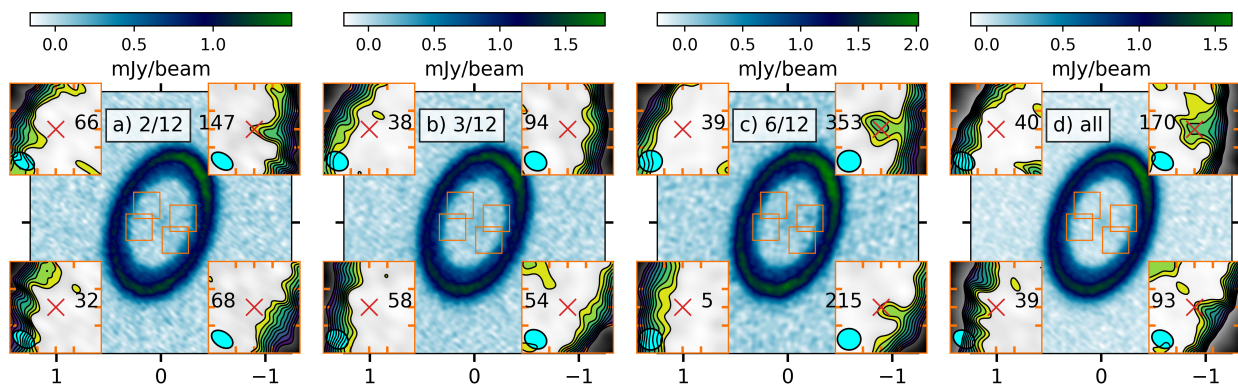 0.0 0.5 1.0 0.0 0.5 1.0 1.5 0.0 0.5 1.0 1.5 2.0 0.0 0.5 1.0 1.5
mJy/beam mJy/beam mJy/beam mJy/beam
66 a) 2/12 147 38 b) 3/12 94 39 c) 6/12 353 40 d) all 170
32 68 58 54 5 215 39 93
1 0 −1 1 0 −1 1 0 −1 1 0 −1